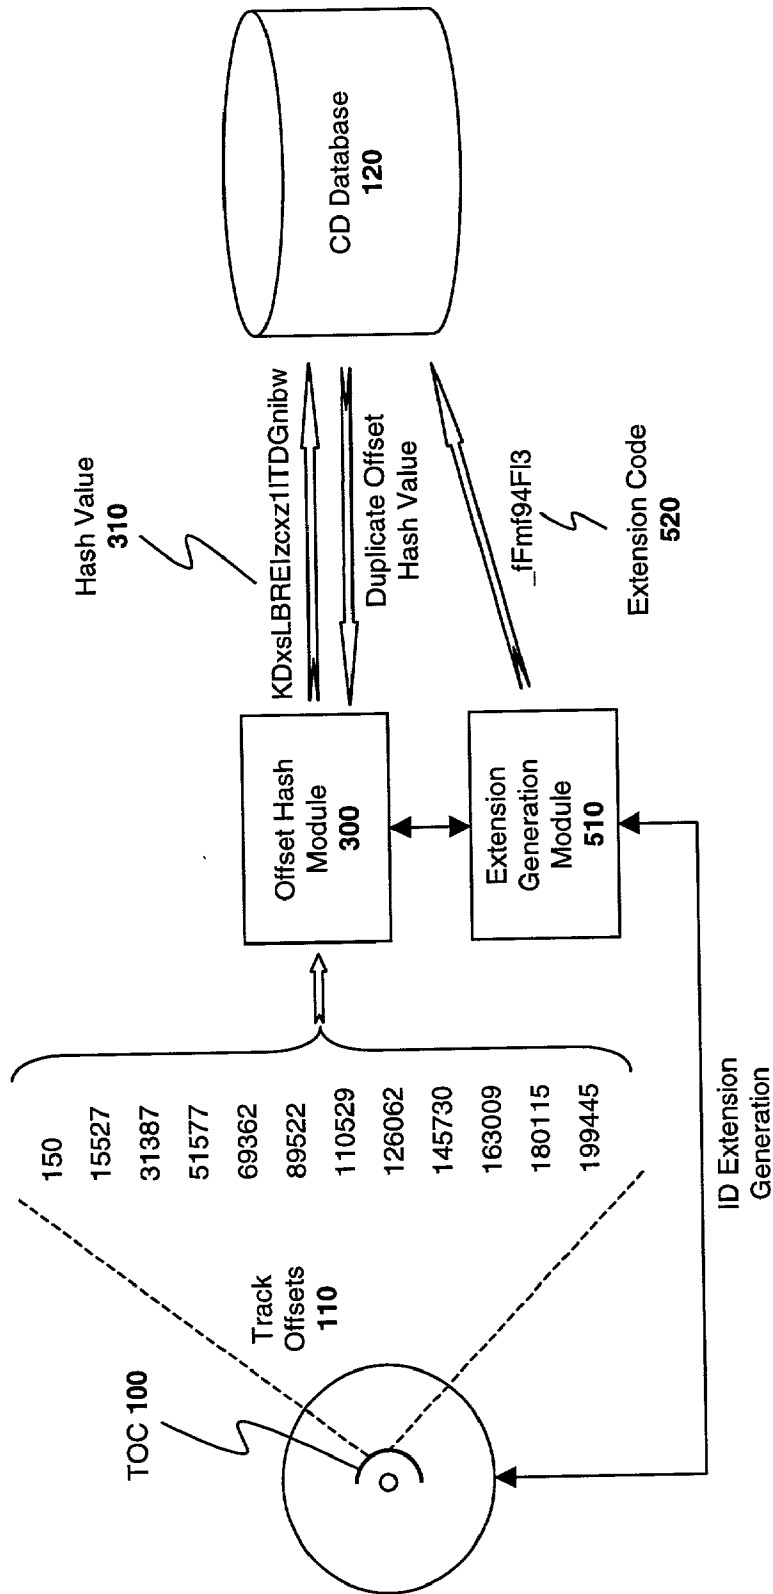 TOC 100
Track
Offsets
110
150
15527
31387
51577
69362
89522
110529
126062
145730
163009
180115
199445
Offset Hash
Module
300
Extension
Generation
Module
510
ID Extension
Generation
Hash Value
310
KDxsLBREIzcxz1ITDGnibw
Duplicate Offset
Hash Value
_fFmf94Fl3
Extension Code
520
CD Database
120